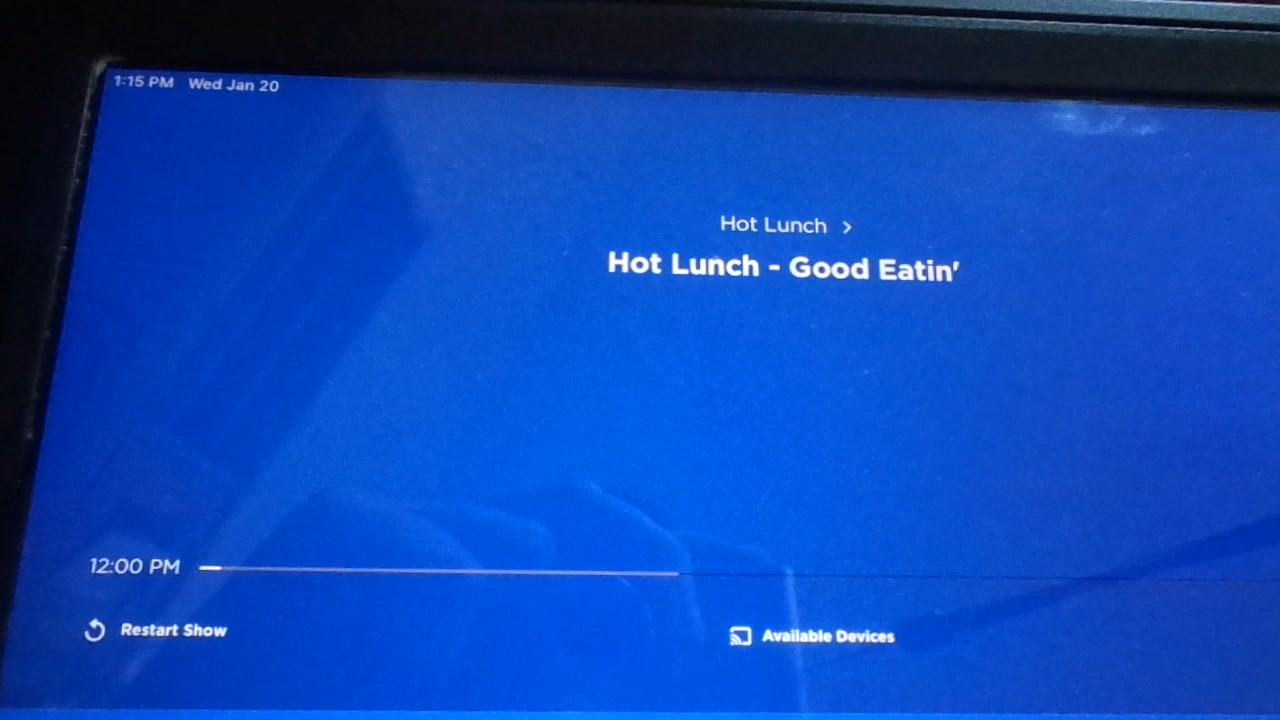 1:15 PM Wed Jan 20
Hot Lunch >
Hot Lunch - Good Eatin'
12:00 PM
Restart Show
Available Devices